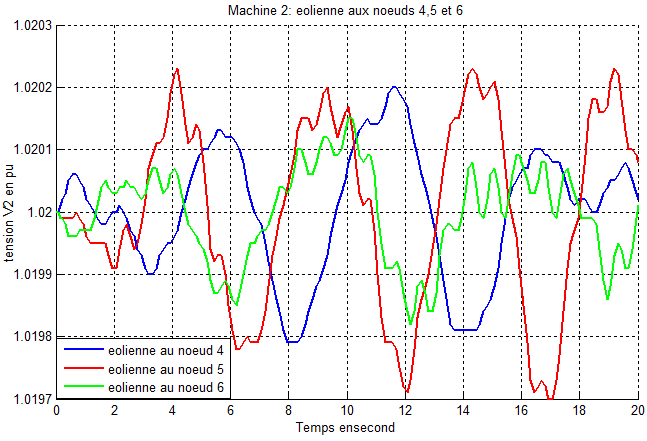 Machine 2: eolienne aux noeuds 4,5 et 6
tension V2 en pu
1.0203
1.0202
1.0201
1.02
1.0199
1.0198
1.0197
eolienne au noeud 4
eolienne au noeud 5
eolienne au noeud 6
0 2 4 6 8 10 12 14 16 18 20
Temps ensecond